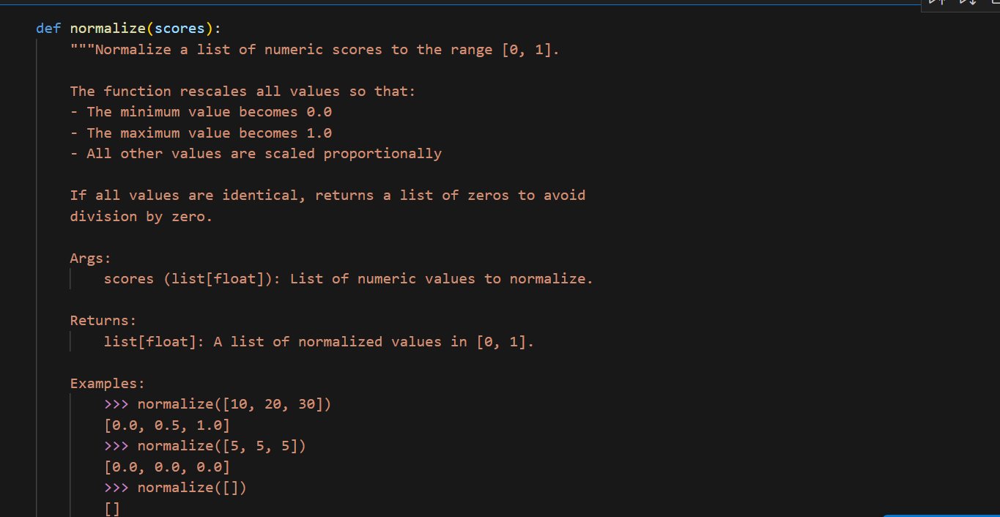 def normalize(scores):
"""Normalize a list of numeric scores to the range [0, 1].
The function rescales all values so that:
- The minimum value becomes 0.0
- The maximum value becomes 1.0
- All other values are scaled proportionally
If all values are identical, returns a list of zeros to avoid
division by zero.
Args:
scores (list[float]): List of numeric values to normalize.
Returns:
list[float]: A list of normalized values in [0, 1].
Examples:
>>> normalize([10, 20, 30])
[0.0, 0.5, 1.0]
>>> normalize([5, 5, 5])
[0.0, 0.0, 0.0]
>>> normalize([])
[]